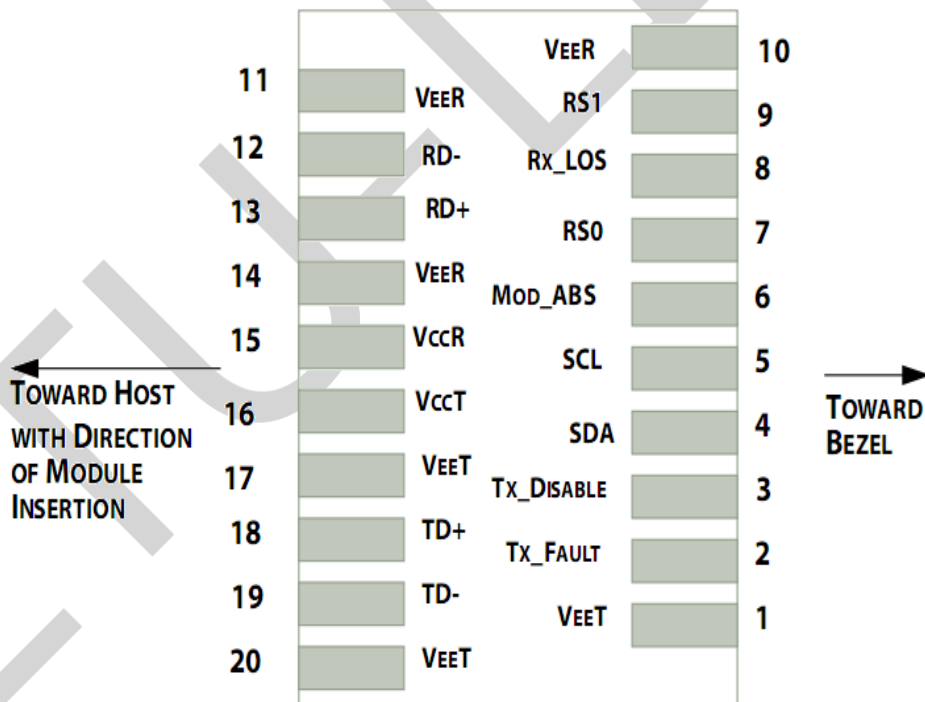 VEER
10
11
VEER
RS1
9
12
RD-
RX_LOS
8
13
RD+
RS0
7
14
VEER
MOD_ABS
6
15
VCCR
SCL
5
TOWARD HOST
WITH DIRECTION
OF MODULE
INSERTION
16
VCCT
SDA
4
TOWARD
BEZEL
17
VEET
TX_DISABLE
3
18
TD+
TX_FAULT
2
19
TD-
VEET
1
20
VEET